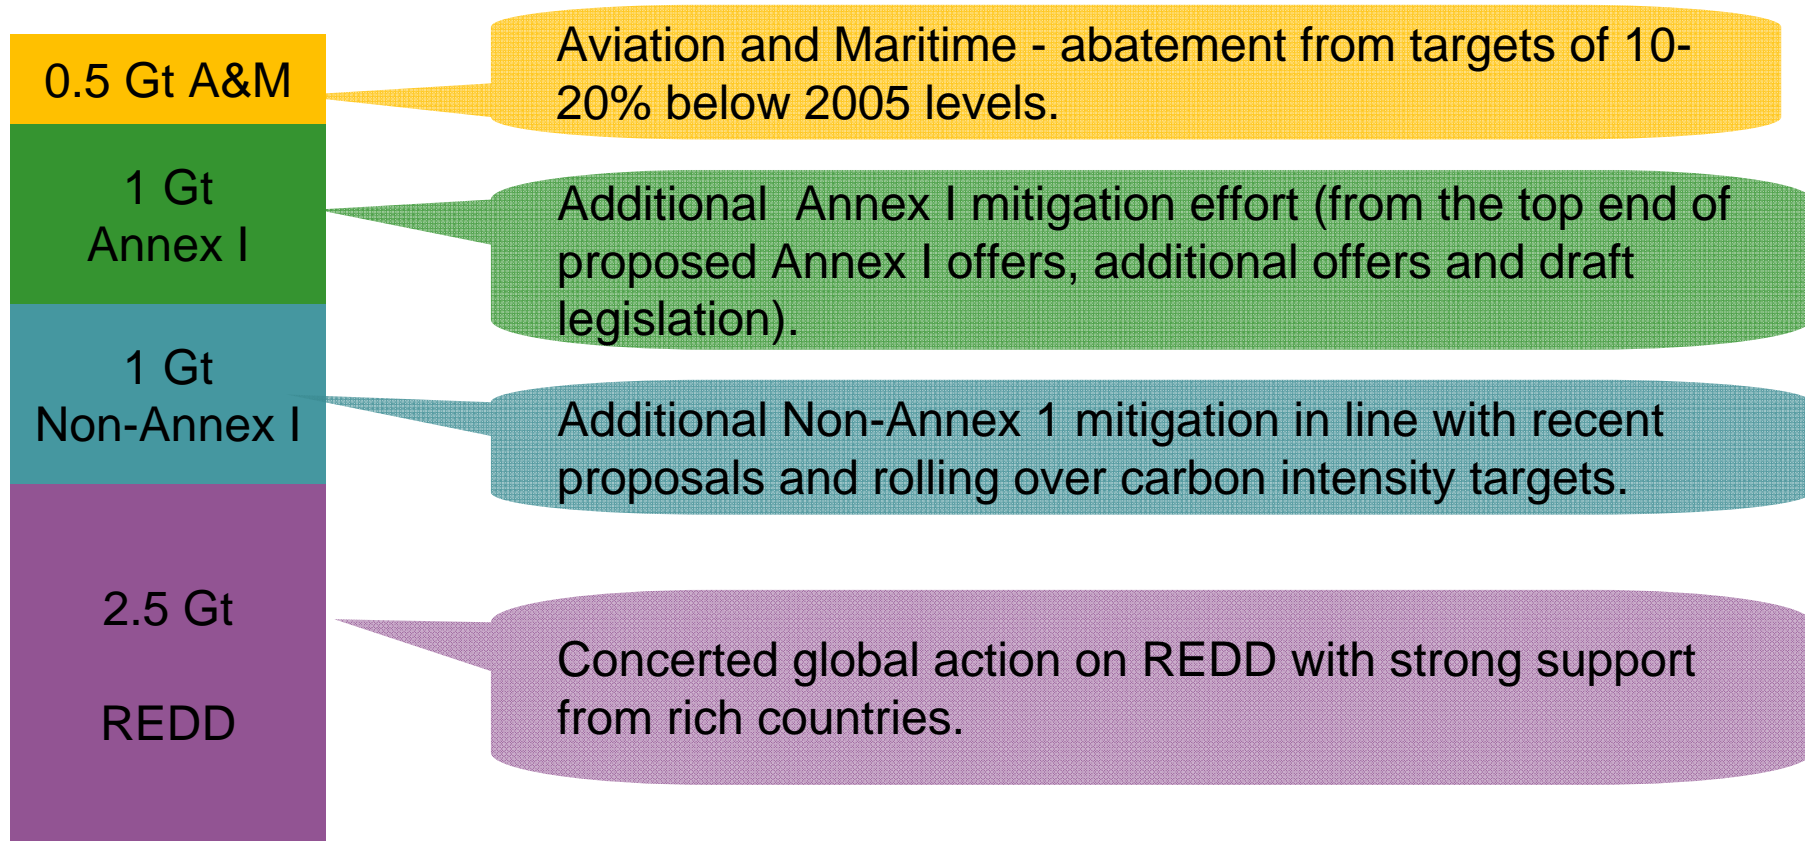 0.5 Gt A&M
Aviation and Maritime - abatement from targets of 10-
20% below 2005 levels.
1 Gt
Annex I
Additional Annex I mitigation effort (from the top end of
proposed Annex I offers, additional offers and draft
legislation).
1 Gt
Non-Annex I
Additional Non-Annex 1 mitigation in line with recent
proposals and rolling over carbon intensity targets.
2.5 Gt
REDD
Concerted global action on REDD with strong support
from rich countries.